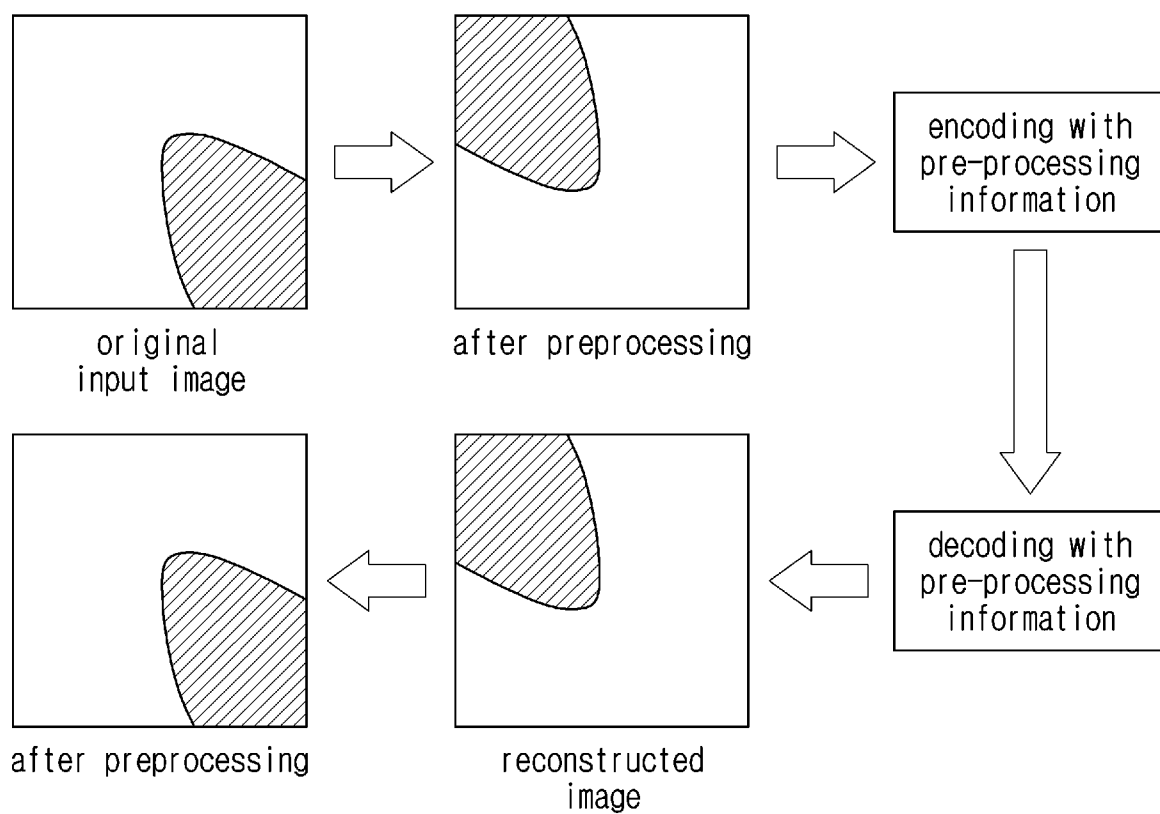 encoding with
pre-processing
information
original
input image
after preprocessing
decoding with
pre-processing
information
after preprocessing
reconstructed
image